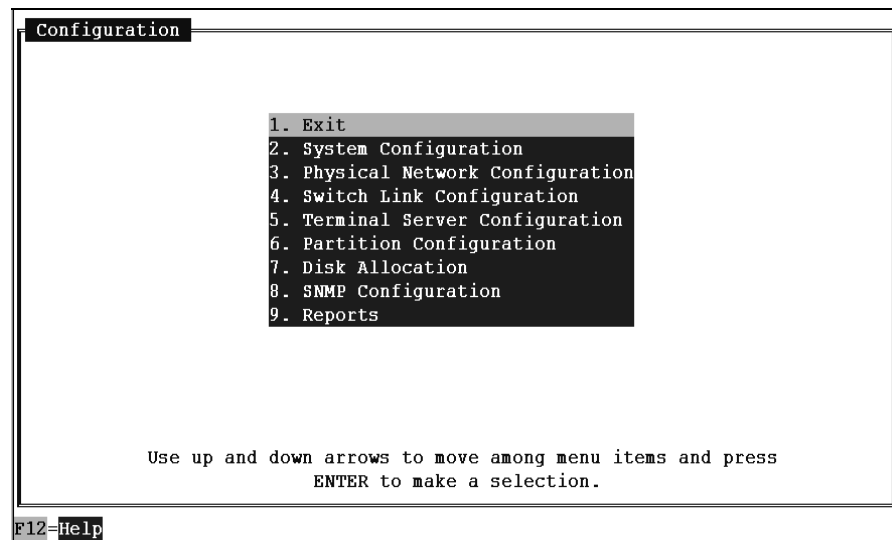 Configuration
1. Exit
2. System Configuration
3. Physical Network Configuration
4. Switch Link Configuration
5. Terminal Server Configuration
6. Partition Configuration
7. Disk Allocation
8. SNMP Configuration
9. Reports
Use up and down arrows to move among menu items and press
ENTER to make a selection.
F12=Help